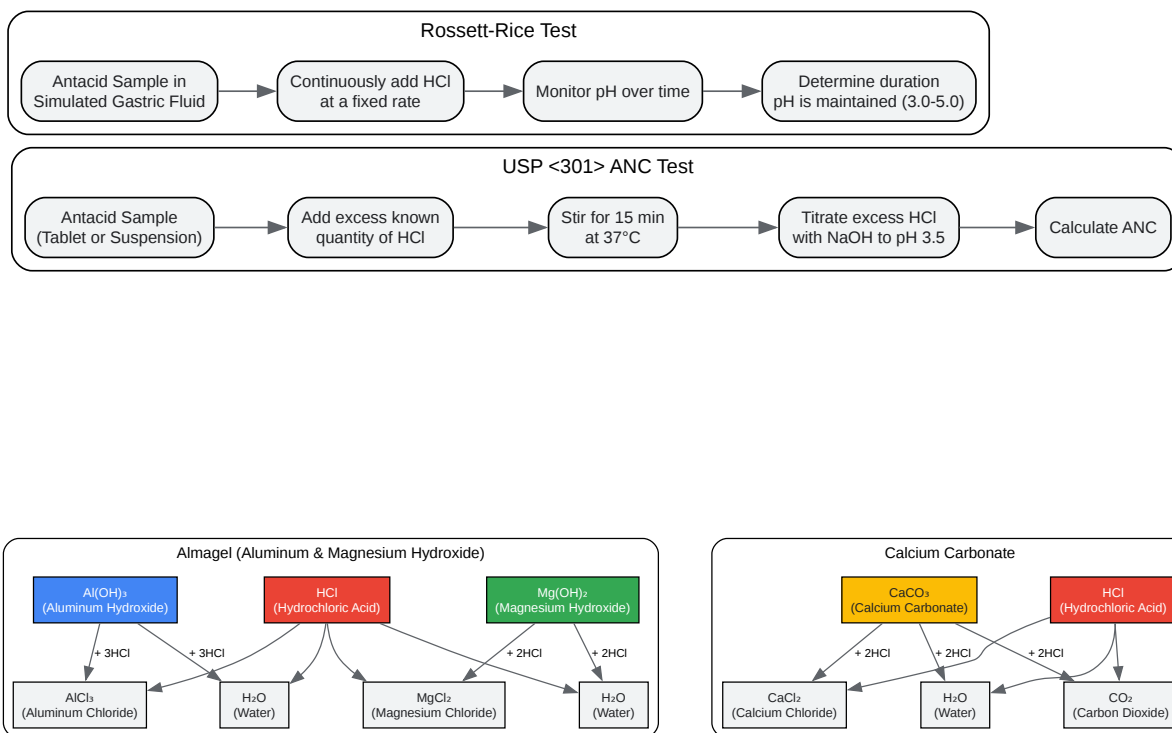 Rossett-Rice Test
Antacid Sample in
Simulated Gastric Fluid
Continuously add HCl
at a fixed rate
Monitor pH over time
Determine duration
pH is maintained (3.0-5.0)
USP <301> ANC Test
Antacid Sample
(Tablet or Suspension)
Add excess known
quantity of HCl
Stir for 15 min
at 37°C
Titrate excess HCl
with NaOH to pH 3.5
Calculate ANC
Almagel (Aluminum & Magnesium Hydroxide)
Al(OH)₃
(Aluminum Hydroxide)
HCl
(Hydrochloric Acid)
Mg(OH)₂
(Magnesium Hydroxide)
+ 3HCl
+ 3HCl
+ 2HCl
+ 2HCl
AlCl₃
(Aluminum Chloride)
H₂O
(Water)
MgCl₂
(Magnesium Chloride)
H₂O
(Water)
Calcium Carbonate
CaCO₃
(Calcium Carbonate)
HCl
(Hydrochloric Acid)
+ 2HCl
+ 2HCl
+ 2HCl
CaCl₂
(Calcium Chloride)
H₂O
(Water)
CO₂
(Carbon Dioxide)